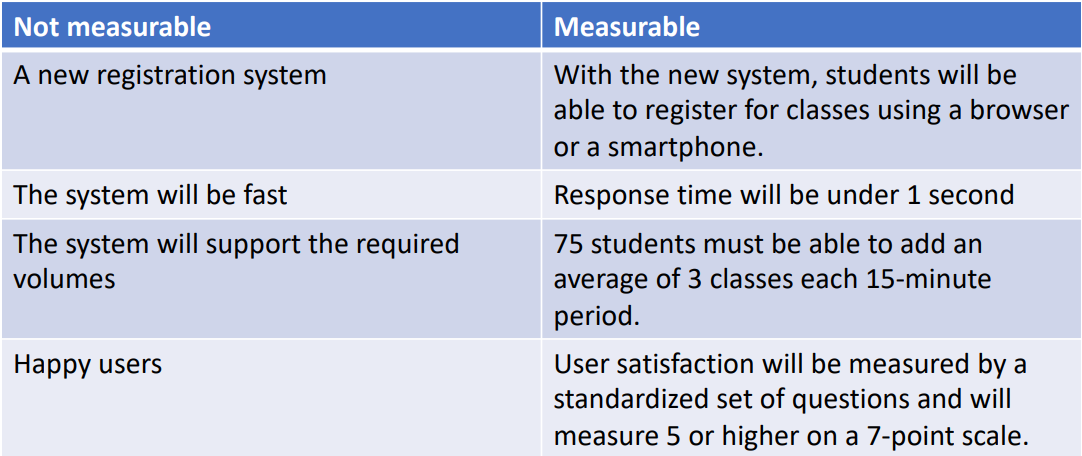 Not measurable
Measurable
A new registration system
With the new system, students will be
able to register for classes using a browser
or a smartphone.
The system will be fast
Response time will be under 1 second
The system will support the required
volumes
75 students must be able to add an
average of 3 classes each 15-minute
period.
Happy users
User satisfaction will be measured by a
standardized set of questions and will
measure 5 or higher on a 7-point scale.